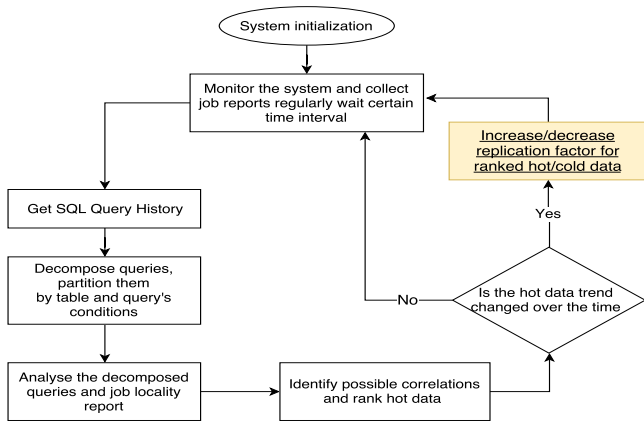 System initialization
Monitor the system and collect
job reports regularly wait certain
time interval
Increase/decrease
replication factor for
ranked hot/cold data
Get SQL Query History
Yes
Decompose queries,
partition them
by table and query's
conditions
Is the hot data trend
changed over the time
No
Analyse the decomposed
queries and job locality
report
Identify possible correlations
and rank hot data